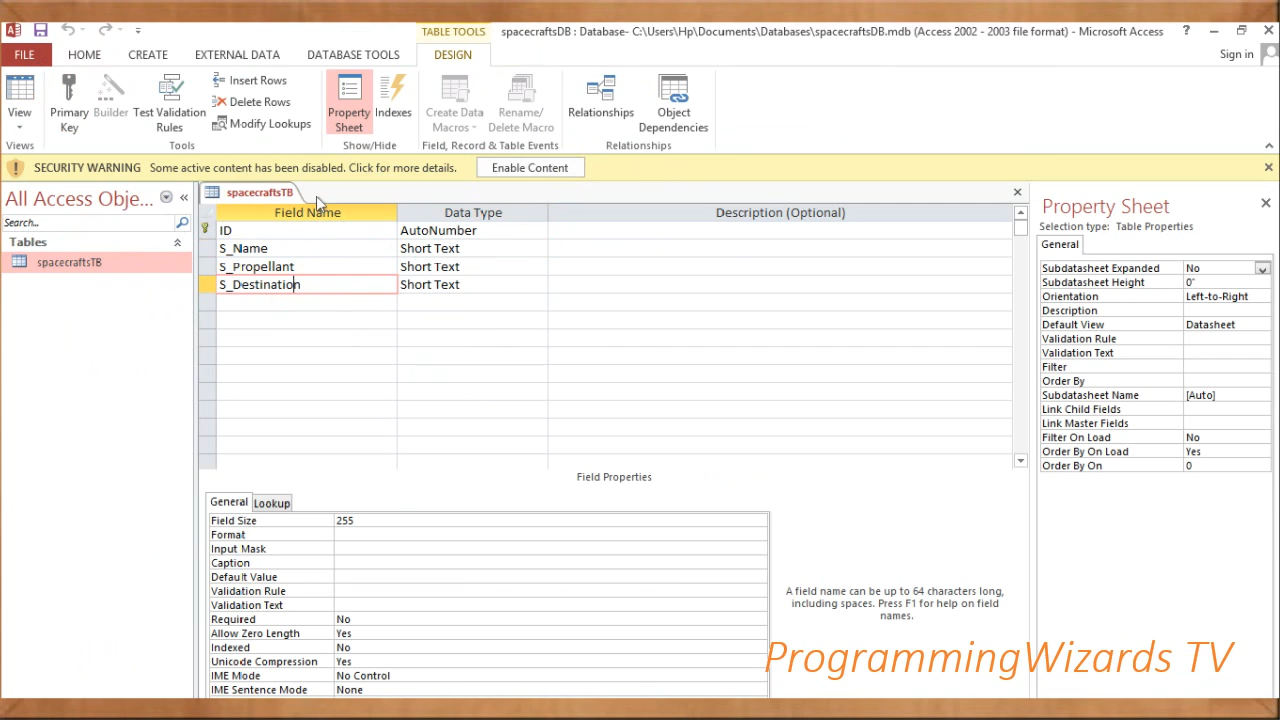 TABLE TOOLS
spacecraftsDB : Database- C:\Users\Hp\Documents\Databases\spacecraftsDB.mdb (Access 2002 - 2003 file format) - Microsoft Access
?
FILE
HOME
CREATE
EXTERNAL DATA
DATABASE TOOLS
DESIGN
Sign in
View
Primary
Key
Builder
Test Validation
Rules
Insert Rows
Delete Rows
Modify Lookups
Property
Sheet
Indexes
Create Data
Macros
Rename/
Delete Macro
Relationships
Object
Dependencies
Views
Tools
Show/Hide
Field, Record & Table Events
Relationships
SECURITY WARNING Some active content has been disabled. Click for more details.
Enable Content
All Access Obje...
Search...
Tables
spacecraftsTB
spacecraftsTB
Field Name Data Type Description (Optional)
ID AutoNumber
S_Name Short Text
S_Propellant Short Text
S_Destination Short Text
Field Properties
General Lookup
Field Size 255
Format
Input Mask
Caption
Default Value
Validation Rule
Validation Text
Required No
Allow Zero Length Yes
Indexed No
Unicode Compression Yes
IME Mode No Control
IME Sentence Mode None
A field name can be up to 64 characters long,
including spaces. Press F1 for help on field
names.
Property Sheet
Selection type: Table Properties
General
Subdatasheet Expanded No
Subdatasheet Height 0"
Orientation Left-to-Right
Description
Default View Datasheet
Validation Rule
Validation Text
Filter
Order By
Subdatasheet Name [Auto]
Link Child Fields
Link Master Fields
Filter On Load No
Order By On Load Yes
Order By On 0
ProgrammingWizards TV